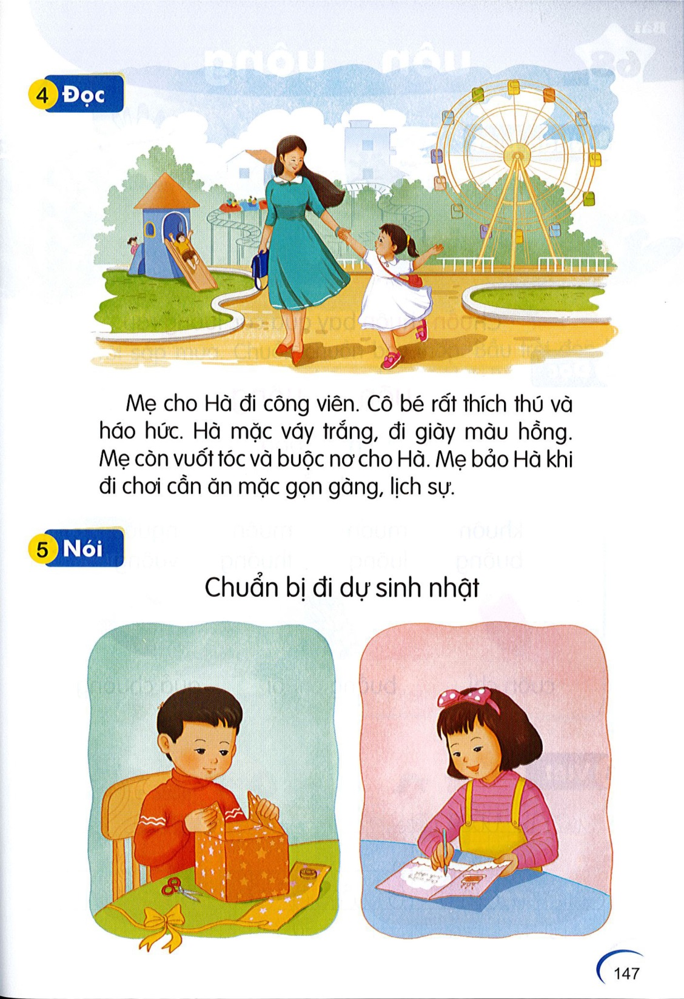 4 Đọc
Mẹ cho Hà đi công viên. Cô bé rất thích thú và
háo hức. Hà mặc váy trắng, đi giày màu hồng.
Mẹ còn vuốt tóc và buộc nơ cho Hà. Mẹ bảo Hà khi
đi chơi cần ăn mặc gọn gàng, lịch sự.
5 Nói
Chuẩn bị đi dự sinh nhật
147